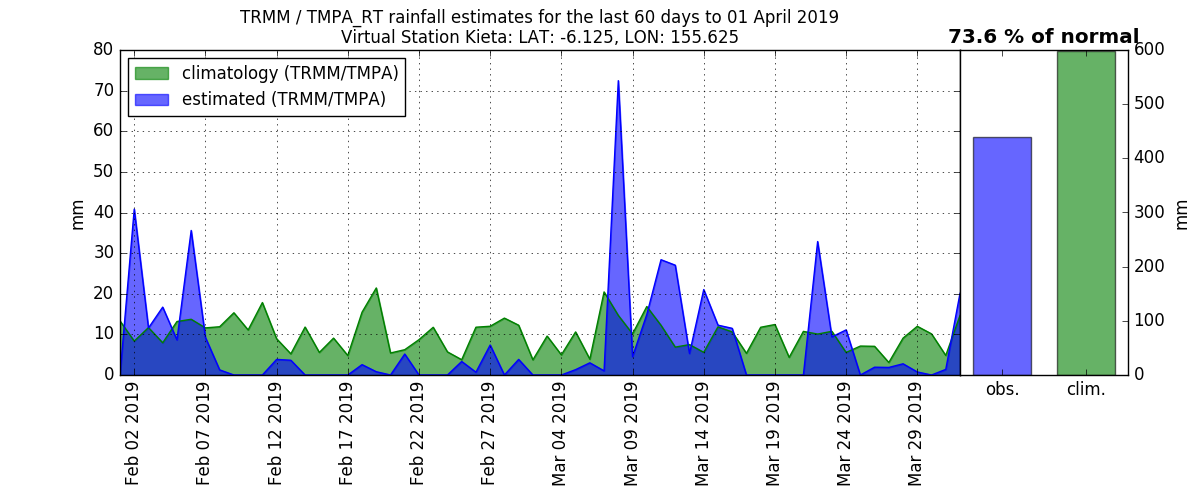 TRMM / TMPA_RT rainfall estimates for the last 60 days to 01 April 2019
Virtual Station Kieta: LAT: -6.125, LON: 155.625
73.6 % of normal
climatology (TRMM/TMPA)
estimated (TRMM/TMPA)
80
70
60
50
40
30
20
10
0
mm
Feb 02 2019
Feb 07 2019
Feb 12 2019
Feb 17 2019
Feb 22 2019
Feb 27 2019
Mar 04 2019
Mar 09 2019
Mar 14 2019
Mar 19 2019
Mar 24 2019
Mar 29 2019
600
500
400
300
200
100
0
mm
obs.
clim.